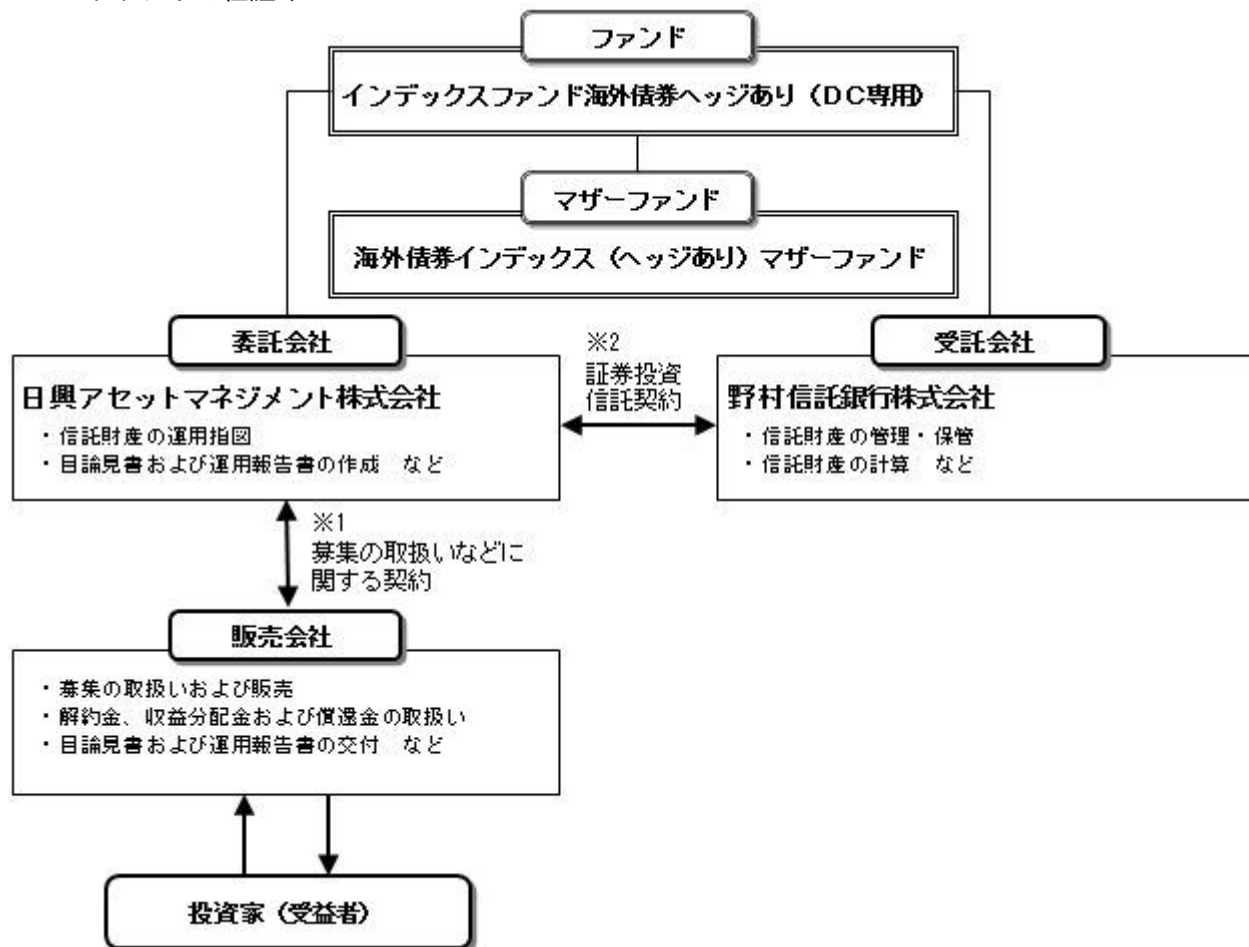 ファンド
インデックスファンド海外債券ヘッジあり（DC専用）
マザーファンド
海外債券インデックス（ヘッジあり）マザーファンド
委託会社
日興アセットマネジメント株式会社
・信託財産の運用指図
・目論見書および運用報告書の作成　など
※2
証券投資
信託契約
受託会社
野村信託銀行株式会社
・信託財産の管理・保管
・信託財産の計算　など
※1
募集の取扱いなどに
関する契約
販売会社
・募集の取扱いおよび販売
・解約金、収益分配金および償還金の取扱い
・目論見書および運用報告書の交付　など
投資家（受益者）